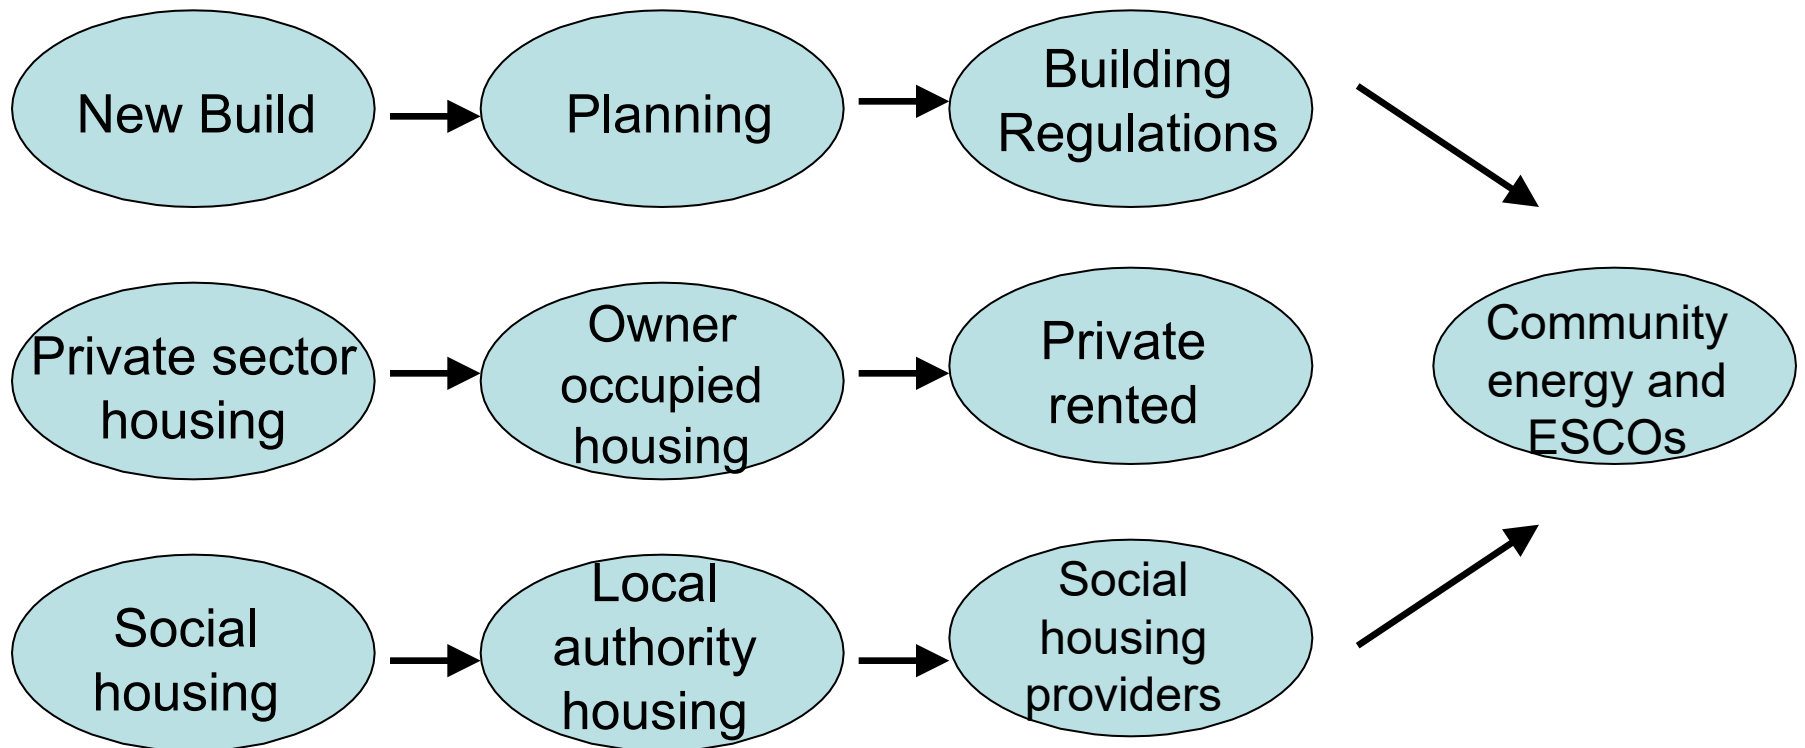 New Build
Planning
Building
Regulations
Private sector
housing
Owner
occupied
housing
Private
rented
Community
energy and
ESCOs
Social
housing
Local
authority
housing
Social
housing
providers